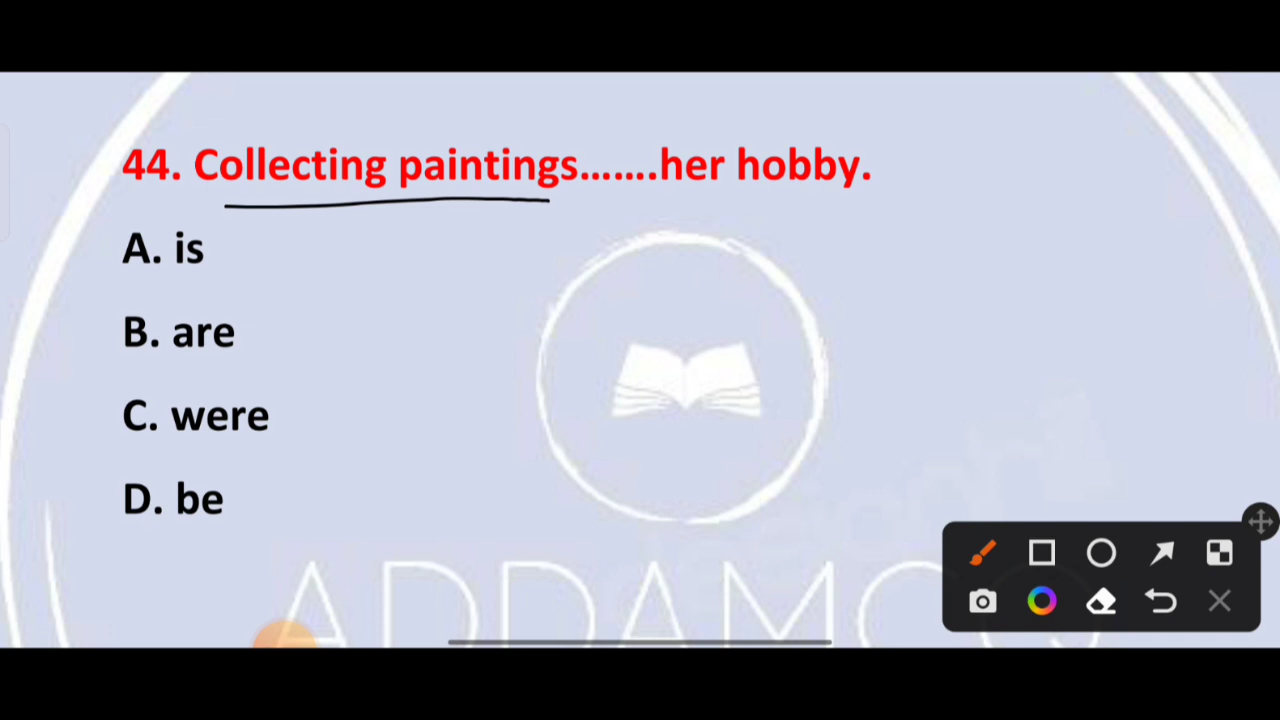 44. Collecting paintings.......her hobby.
A. is
B. are
C. were
D. be